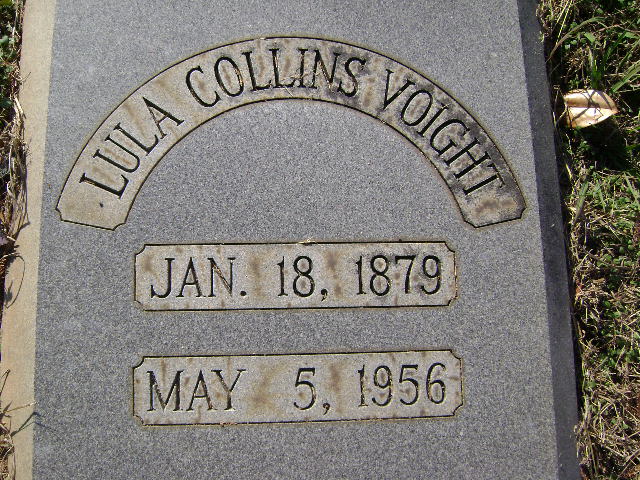 LULA COLLINS VOIGHT
JAN. 18, 1879
MAY 5, 1956